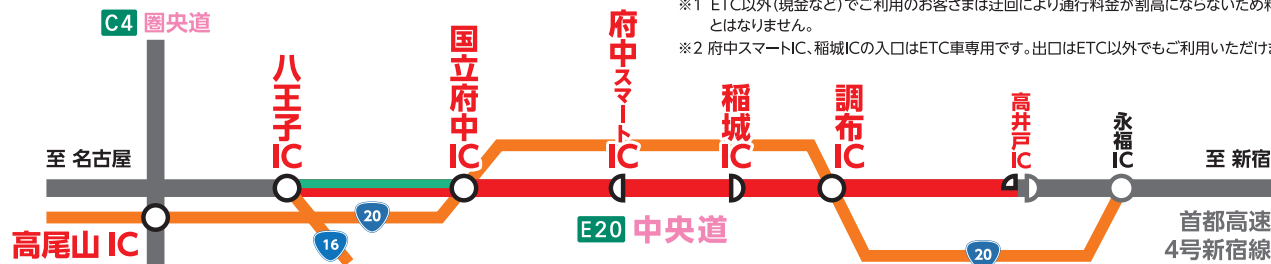 ※1 ETC以外(現金など)でご利用のお客さまは迂回により通行料金が割高にならないため
とはなりません。
※2 府中スマートIC、稲城ICの入口はETC車専用です。出口はETC以外でもご利用いただけ
C4 圏央道
八王子IC
国立府中IC
府中スマートIC
稲城IC
調布IC
高井戸IC
永福IC
至 名古屋
至 新宿
20
16
高尾山 IC
E20 中央道
20
首都高速
4号新宿線